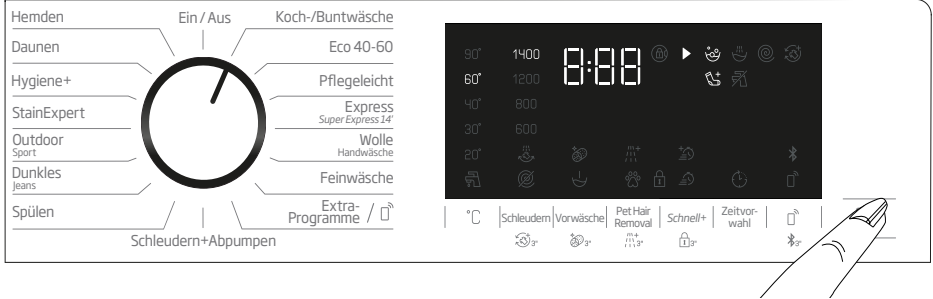 Hemden
Ein / Aus
Koch-/Buntwäsche
Daunen
Eco 40-60
Hygiene+
Pflegeleicht
StainExpert
Express
Super Express 14'
Outdoor
Sport
Wolle
Handwäsche
Dunkles
Jeans
Feinwäsche
Spülen
Extra-
Programme /
Schleudern+Abpumpen
90° 1400 8:88
60° 1200
40° 800
30° 600
20°
°C Schleudern Vorwäsche Pet Hair Removal Schnell+ Zeitvor-
wahl
3" 3" 3" 3" 3"